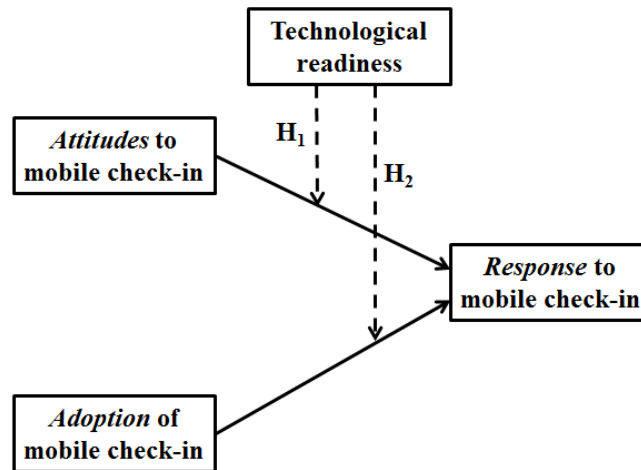 Technological
readiness
Attitudes to
mobile check-in
H₁
H₂
Response to
mobile check-in
Adoption of
mobile check-in